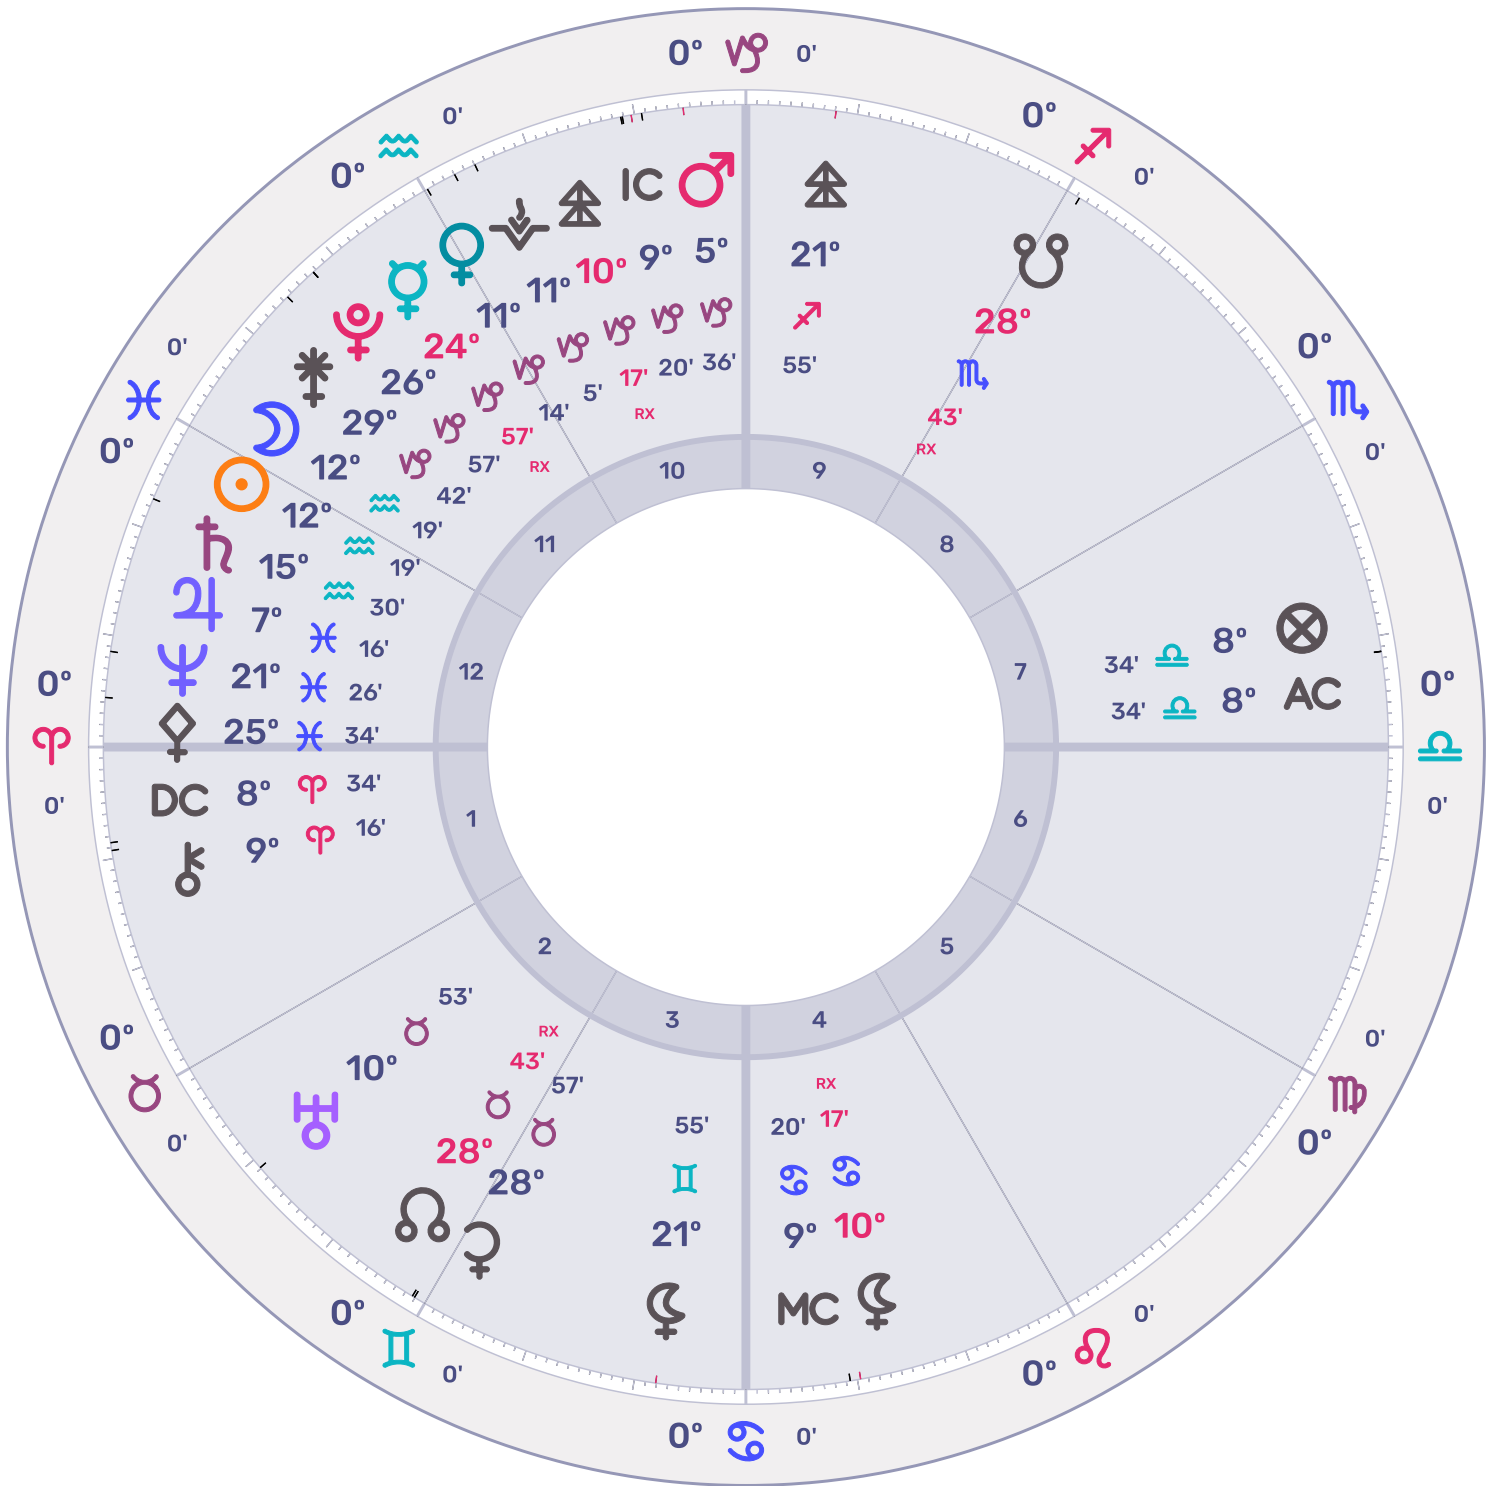 0° ♑ 0'
0° ♐ 0'
0° ♏ 0'
0° ♎ 0'
0° ♍ 0'
0° ♌ 0'
0° ♋ 0'
0° ♊ 0'
0° ♉ 0'
0° ♈ 0'
0° ♓ 0'
0° ♒ 0'
21° ♐ 55'
28° ♏ 43' RX
8° ♎ 34'
AC 8° ♎ 34'
10° ♋ 17' RX
MC 9° ♋ 20'
21° ♊ 55'
28° ♉ 57'
28° ♉ 43' RX
10° ♉ 53'
9° ♈ 16'
DC 8° ♈ 34'
25° ♓ 34'
21° ♓ 26'
7° ♓ 16'
15° ♒ 30'
12° ♒ 19'
12° ♒ 19'
29° ♑ 42'
26° ♑ 57'
24° ♑ 57' RX
11° ♑ 14'
11° ♑ 5'
10° ♑ 17' RX
IC 9° ♑ 20'
5° ♑ 36'
1
2
3
4
5
6
7
8
9
10
11
12